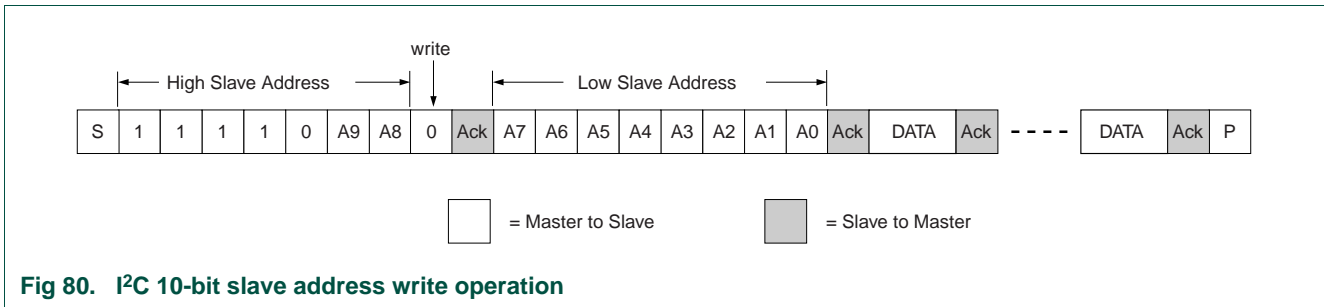 write
High Slave Address Low Slave Address
S 1 1 1 1 0 A9 A8 0 Ack A7 A6 A5 A4 A3 A2 A1 A0 Ack DATA Ack - - - - DATA Ack P
= Master to Slave = Slave to Master
Fig 80. I²C 10-bit slave address write operation